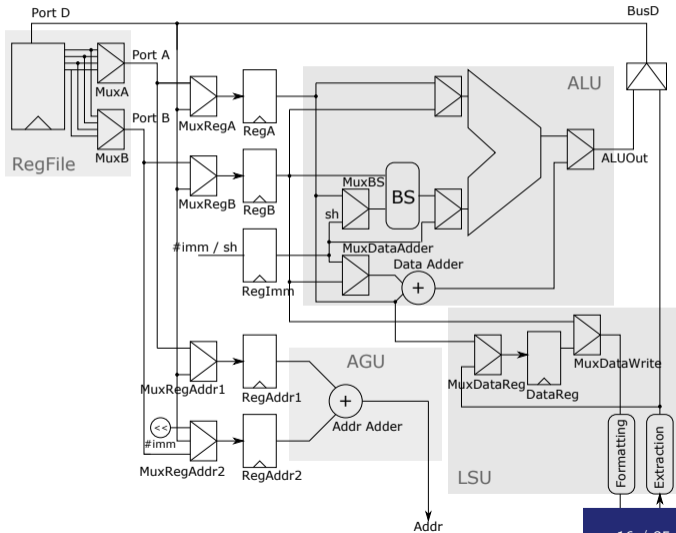 Port D
BusD
Port A
MuxA
Port B
MuxB
RegFile
MuxRegA
RegA
ALU
ALUOut
MuxRegB
RegB
MuxBS
BS
sh
#imm / sh
RegImm
MuxDataAdder
Data Adder
+
AGU
MuxRegAddr1
RegAddr1
+
Addr Adder
<<
#imm
MuxRegAddr2
RegAddr2
MuxDataReg
DataReg
MuxDataWrite
LSU
Formatting
Extraction
Addr